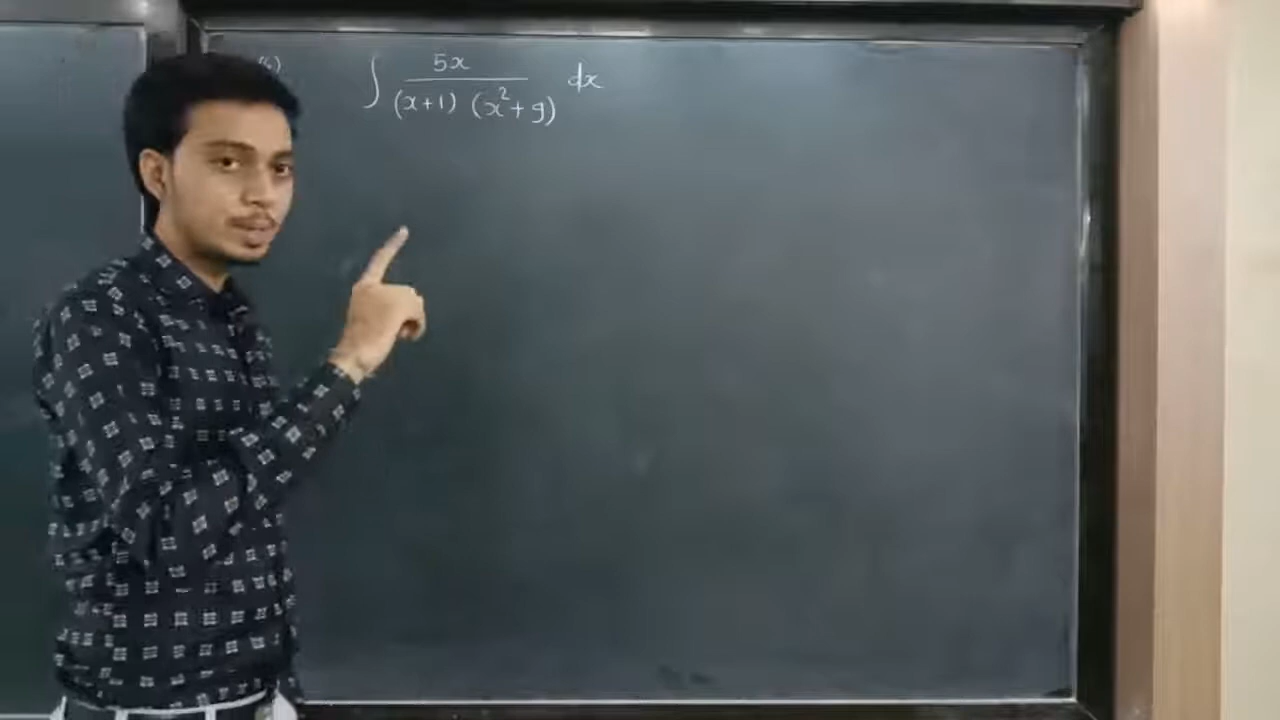 ∫ 5x / (x+1) (x²+9) dx